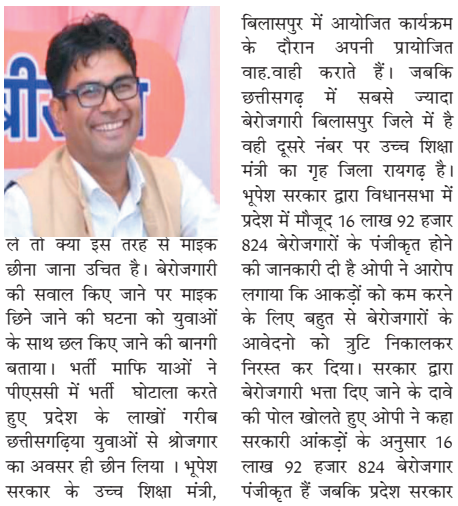 ले तो क्या इस तरह से माइक
छीना जाना उचित है। बेरोजगारी
की सवाल किए जाने पर माइक
छिने जाने की घटना को युवाओं
के साथ छल किए जाने की बानगी
बताया। भर्ती माफि याओं ने
पीएससी में भर्ती घोटाला करते
हुए प्रदेश के लाखों गरीब
छत्तीसगढ़िया युवाओं से श्रोजगार
का अवसर ही छीन लिया । भूपेश
सरकार के उच्च शिक्षा मंत्री,
बिलासपुर में आयोजित कार्यक्रम
के दौरान अपनी प्रायोजित
वाह.वाही कराते हैं। जबकि
छत्तीसगढ़ में सबसे ज्यादा
बेरोजगारी बिलासपुर जिले में है
वही दूसरे नंबर पर उच्च शिक्षा
मंत्री का गृह जिला रायगढ़ है।
भूपेश सरकार द्वारा विधानसभा में
प्रदेश में मौजूद 16 लाख 92 हजार
824 बेरोजगारों के पंजीकृत होने
की जानकारी दी है ओपी ने आरोप
लगाया कि आकड़ों को कम करने
के लिए बहुत से बेरोजगारों के
आवेदनो को त्रुटि निकालकर
निरस्त कर दिया। सरकार द्वारा
बेरोजगारी भत्ता दिए जाने के दावे
की पोल खोलते हुए ओपी ने कहा
सरकारी आंकड़ों के अनुसार 16
लाख 92 हजार 824 बेरोजगार
पंजीकृत हैं जबकि प्रदेश सरकार